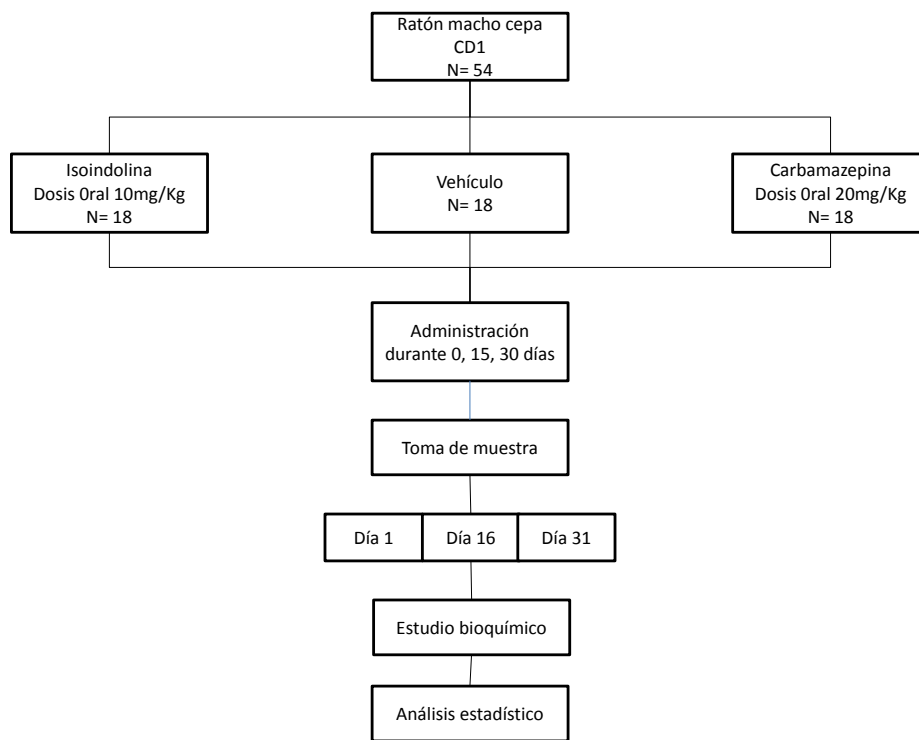 Ratón macho cepa
CD1
N= 54
Isoindolina
Dosis 0ral 10mg/Kg
N= 18
Vehículo
N= 18
Carbamazepina
Dosis 0ral 20mg/Kg
N= 18
Administración
durante 0, 15, 30 días
Toma de muestra
Día 1
Día 16
Día 31
Estudio bioquímico
Análisis estadístico